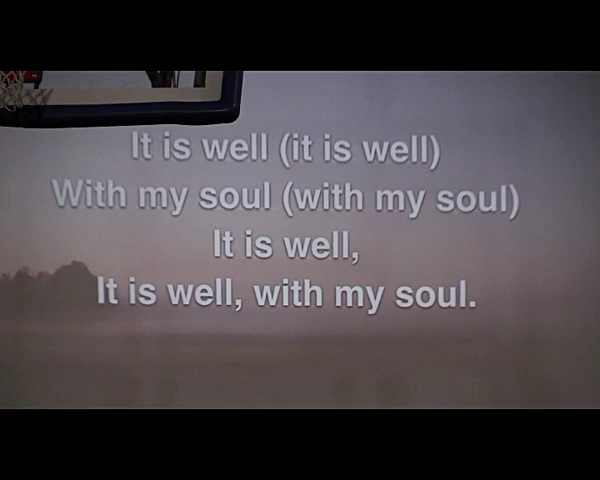 It is well (it is well)
With my soul (with my soul)
It is well,
It is well, with my soul.